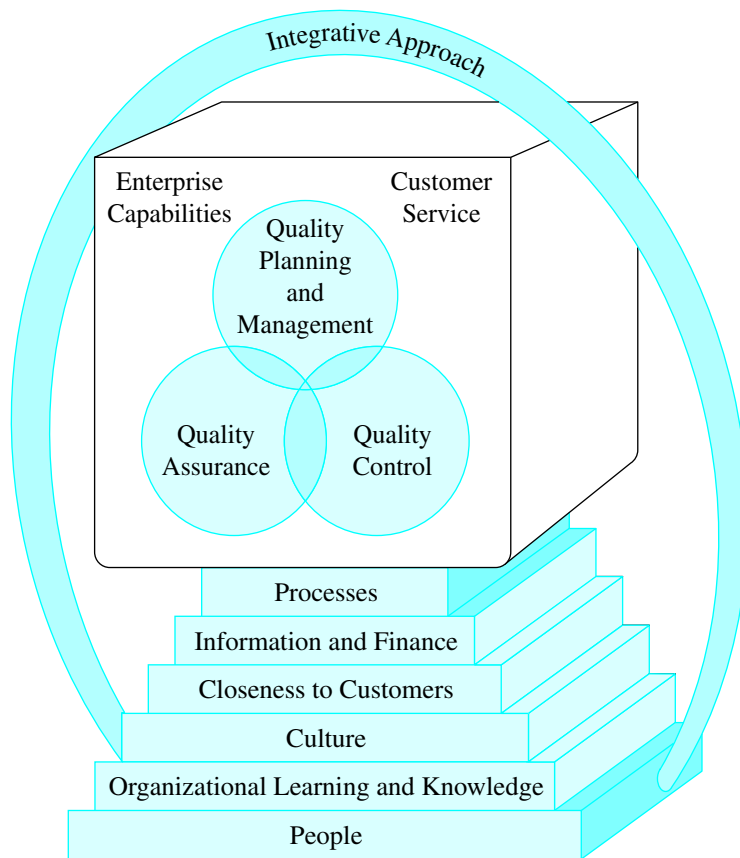 Integrative Approach
Enterprise
Capabilities
Customer
Service
Quality
Planning
and
Management
Quality
Assurance
Quality
Control
Processes
Information and Finance
Closeness to Customers
Culture
Organizational Learning and Knowledge
People